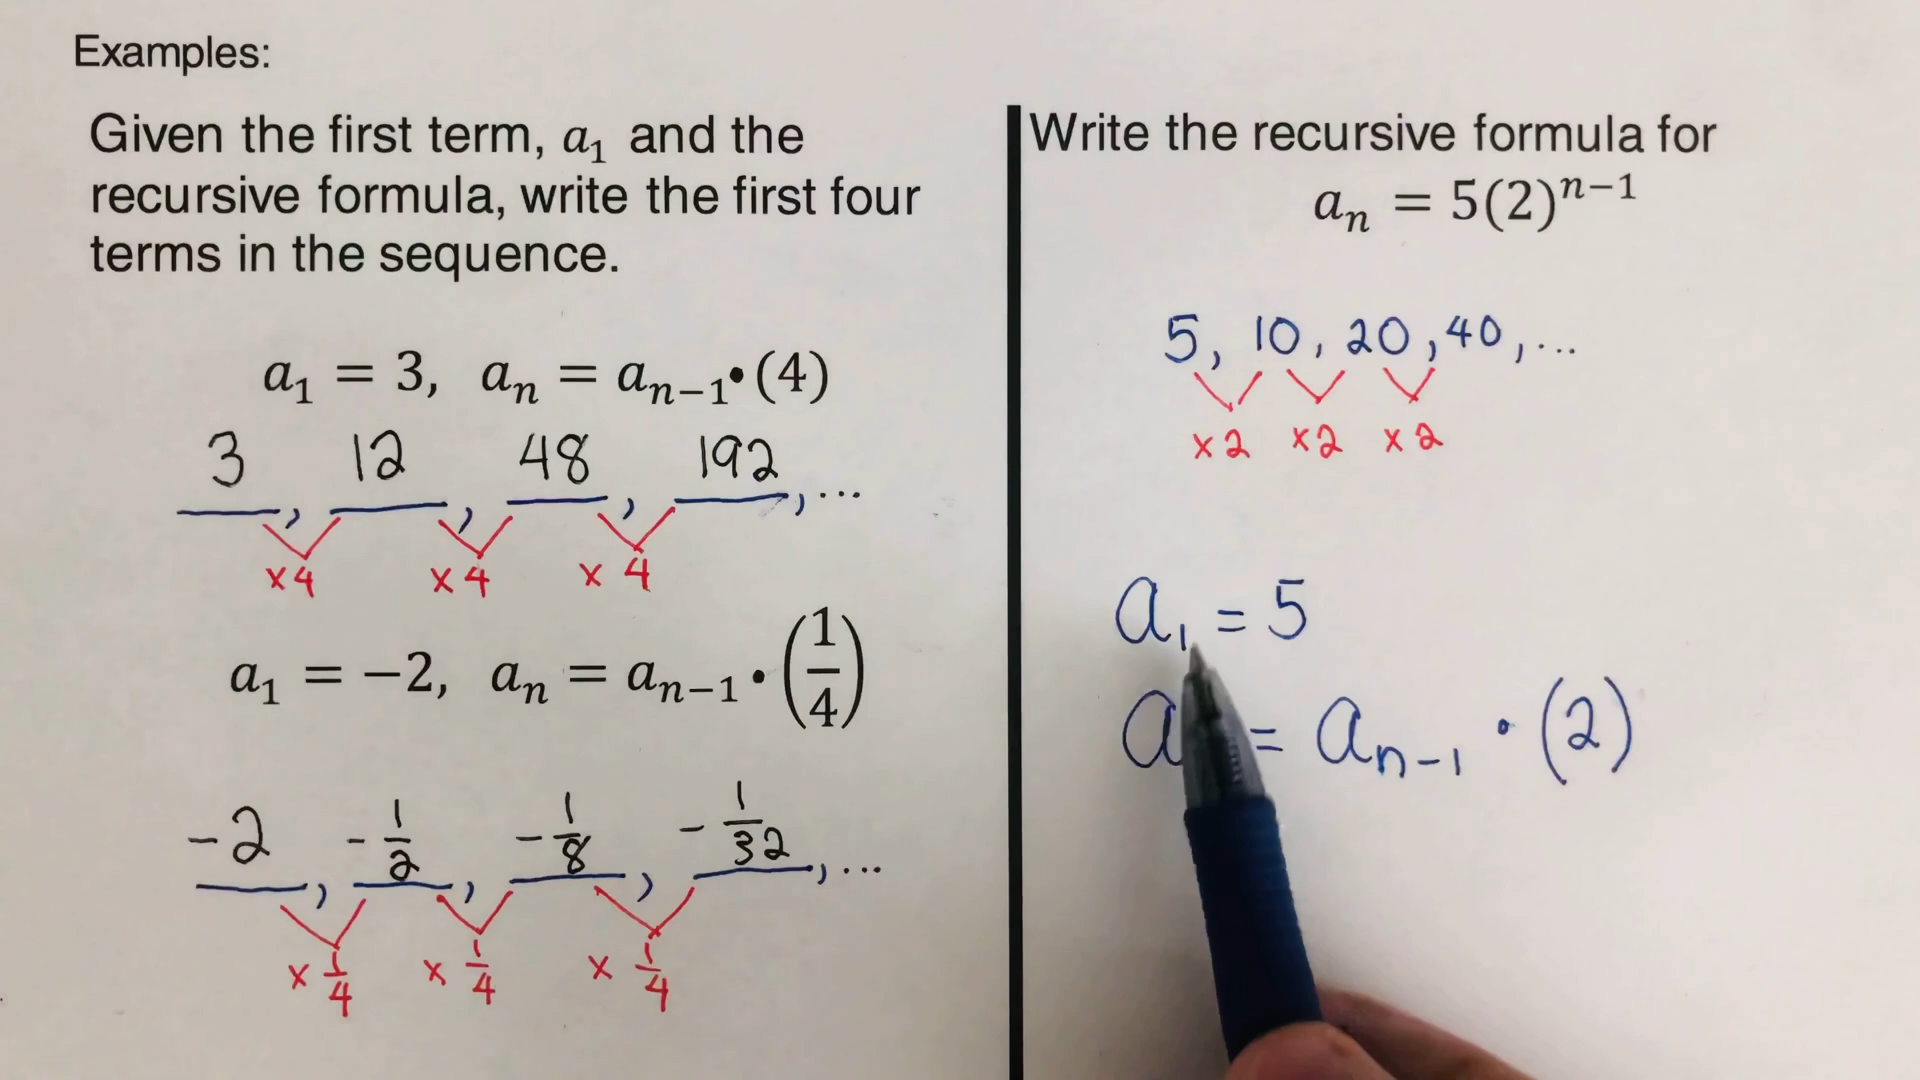 Examples:
Given the first term, a₁ and the
recursive formula, write the first four
terms in the sequence.
a₁ = 3, aₙ = aₙ₋₁•(4)
3, 12, 48, 192, ...
x4 x4 x4
a₁ = −2, aₙ = aₙ₋₁•(1/4)
-2, -1/2, -1/8, -1/32, ...
x 1/4 x 1/4 x 1/4
Write the recursive formula for
aₙ = 5(2)ⁿ⁻¹
5, 10, 20, 40, ...
x2 x2 x2
a₁ = 5
a = aₙ₋₁ · (2)